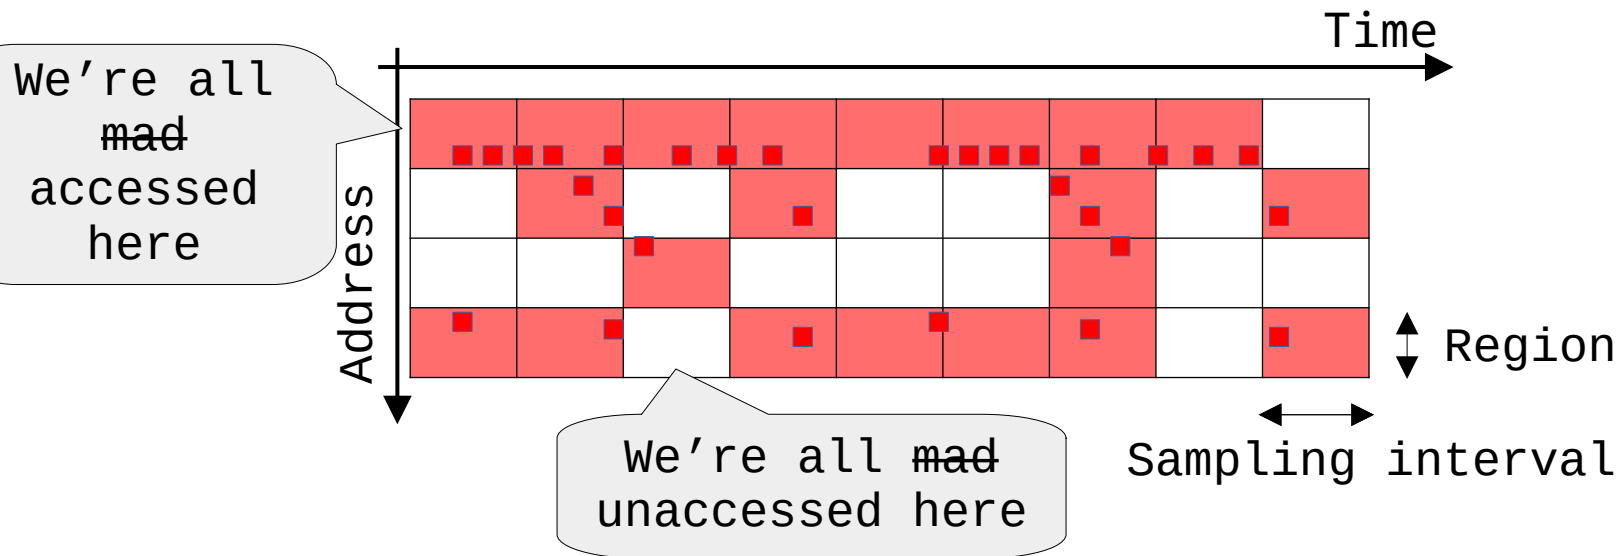 Time
We’re all
mad
accessed
here
Address
Region
Sampling interval
We’re all mad
unaccessed here